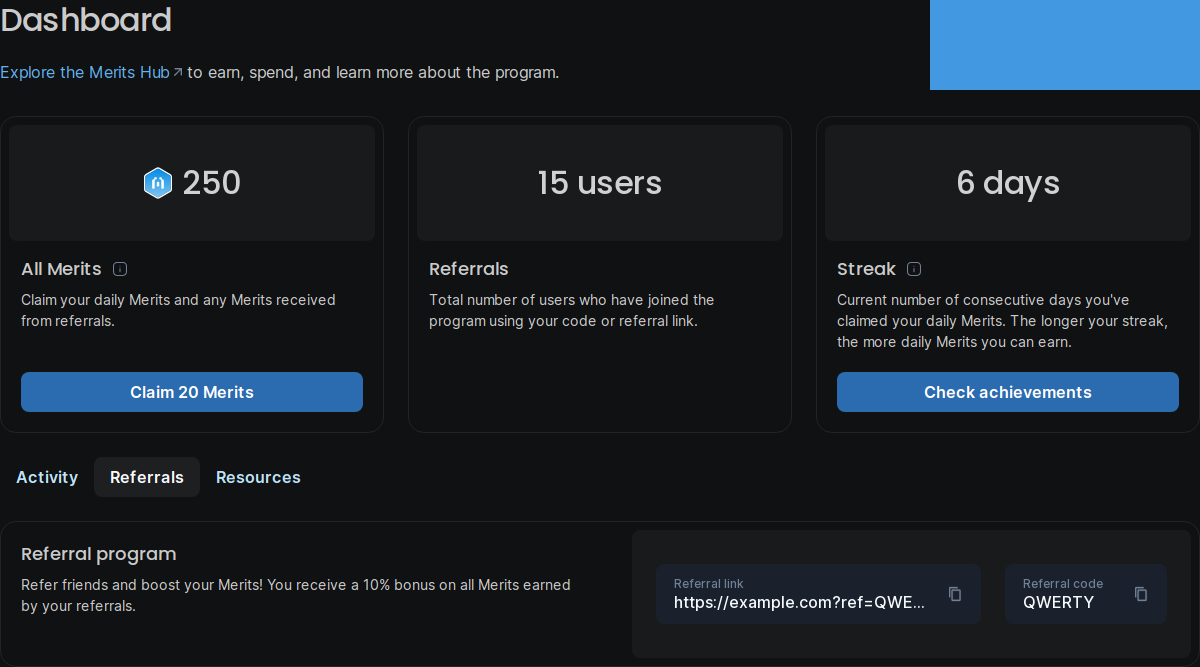 Dashboard
Explore the Merits Hub to earn, spend, and learn more about the program.
250
15 users
6 days
All Merits
Claim your daily Merits and any Merits received
from referrals.
Claim 20 Merits
Referrals
Total number of users who have joined the
program using your code or referral link.
Streak
Current number of consecutive days you've
claimed your daily Merits. The longer your streak,
the more daily Merits you can earn.
Check achievements
Activity
Referrals
Resources
Referral program
Refer friends and boost your Merits! You receive a 10% bonus on all Merits earned
by your referrals.
Referral link
https://example.com?ref=QWE...
Referral code
QWERTY